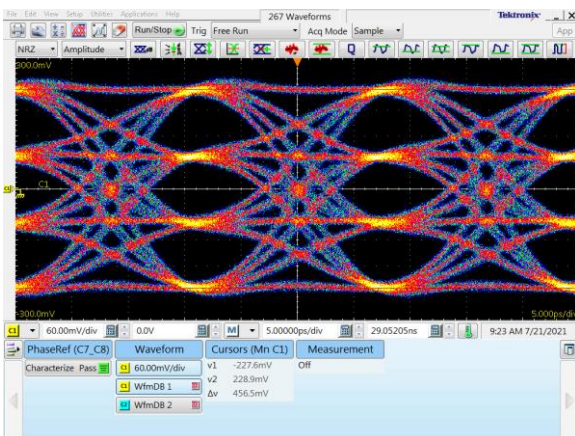 File Edit View Setup Utilities Applications Help
267 Waveforms
Tektronix
Run/Stop Trig Free Run Acq Mode Sample App
NRZ Amplitude
300.0mV
C1
C1
-300.0mV 5.000ps/div
C1 60.00mV/div 0.0V M 5.00000ps/div 29.05205ns 9:23 AM 7/21/2021
PhaseRef (C7_C8) Waveform Cursors (Mn C1) Measurement
Characterize Pass C1 60.00mV/div v1 -227.6mV Off
C1 WfmDB 1 v2 228.9mV
WfmDB 2 Δv 456.5mV